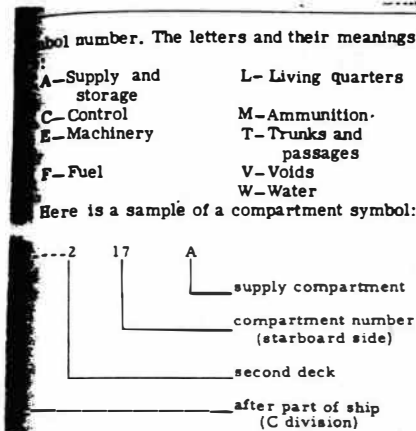 number. The letters and their meanings
:
A—Supply and storage
C—Control
E—Machinery
F—Fuel
L—Living quarters
M—Ammunition
T—Trunks and passages
V—Voids
W—Water
Here is a sample of a compartment symbol:
----2 17 A
supply compartment
compartment number
(starboard side)
second deck
after part of ship
(C division)